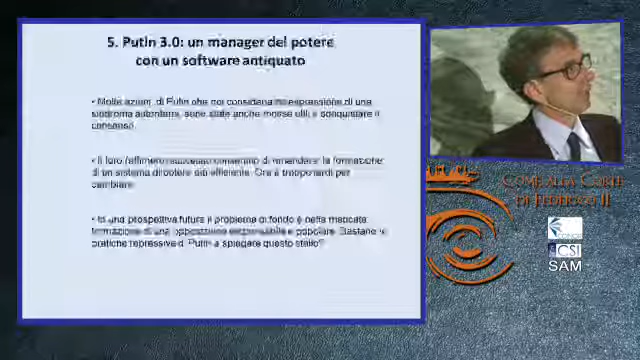 5. Putin 3.0: un manager del potere
con un software antiquato
• Molte azioni di Putin che noi consideriamo espressione di una
sindrome autoritaria, sono state anche mosse utili a conquistare il
consenso.
• Il loro (effimero) successo consentiva di rimandare la formazione
di un sistema di potere più efficiente. Ora è troppo tardi per
cambiare.
• In una prospettiva futura il problema di fondo è nella mancata
formazione di una opposizione responsabile e popolare. Bastano le
pratiche repressive di Putin a spiegare questo stallo?
COME ALLA CORTE
DI FEDERICO II
CSI
SAM